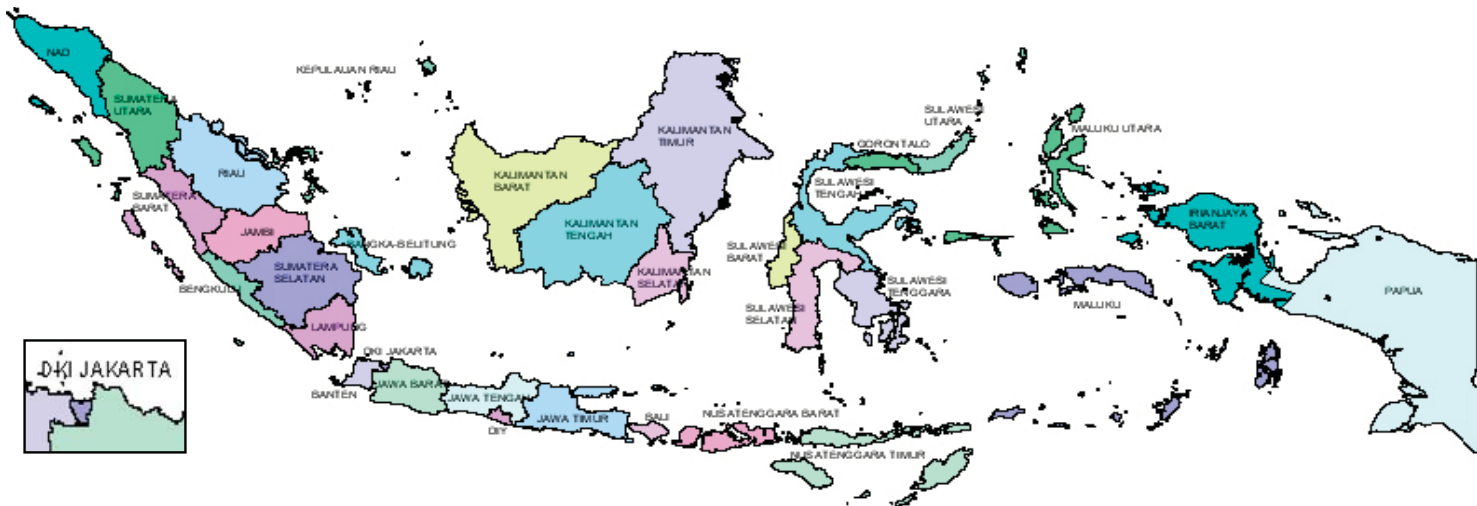 NAD
KEPULAUAN RIAU
SUMATERA
UTARA
SULAWESI
UTARA
KALIMANTAN
TIMUR
MALUKU UTARA
GORONTALO
RIAU
KALIMANTAN
BARAT
SULAWESI
TENGAH
SUMATERA
BARAT
IRIANJAYA
BARAT
JAMBI
KALIMANTAN
TENGAH
BANGKA-BELITUNG
SULAWESI
BARAT
SUMATERA
SELATAN
KALIMANTAN
SELATAN
SULAWESI
TENGGARA
BENGKULU
MALUKU
PAPUA
SULAWESI
SELATAN
LAMPUNG
DKI JAKARTA
DKI JAKARTA
BANTEN
JAWA BARAT
JAWA TENGAH
DIY
JAWA TIMUR
BALI
NUSATENGGARA BARAT
NUSATENGGARA TIMUR